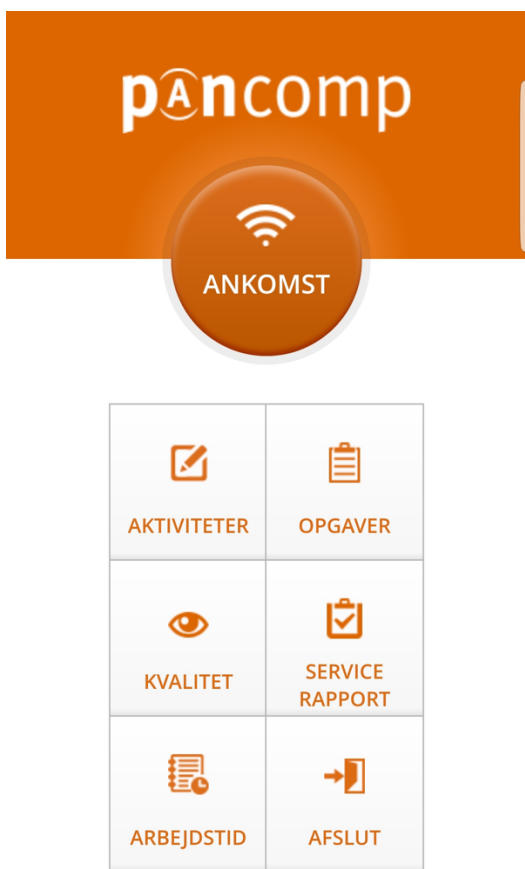 pAncomp
ANKOMST
AKTIVITETER
OPGAVER
KVALITET
SERVICE
RAPPORT
ARBEJDSTID
AFSLUT